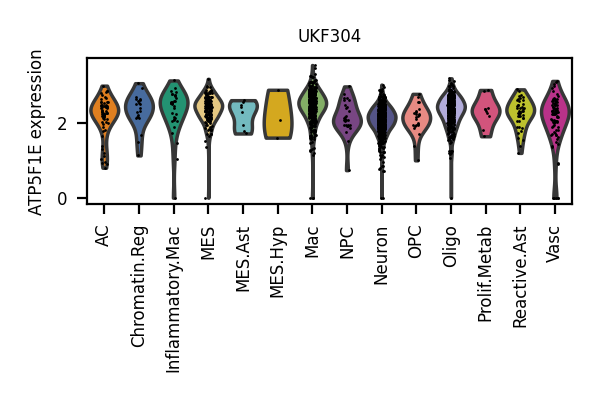 UKF304
ATP5F1E expression
2
0
AC
Chromatin.Reg
Inflammatory.Mac
MES
MES.Ast
MES.Hyp
Mac
NPC
Neuron
OPC
Oligo
Prolif.Metab
Reactive.Ast
Vasc